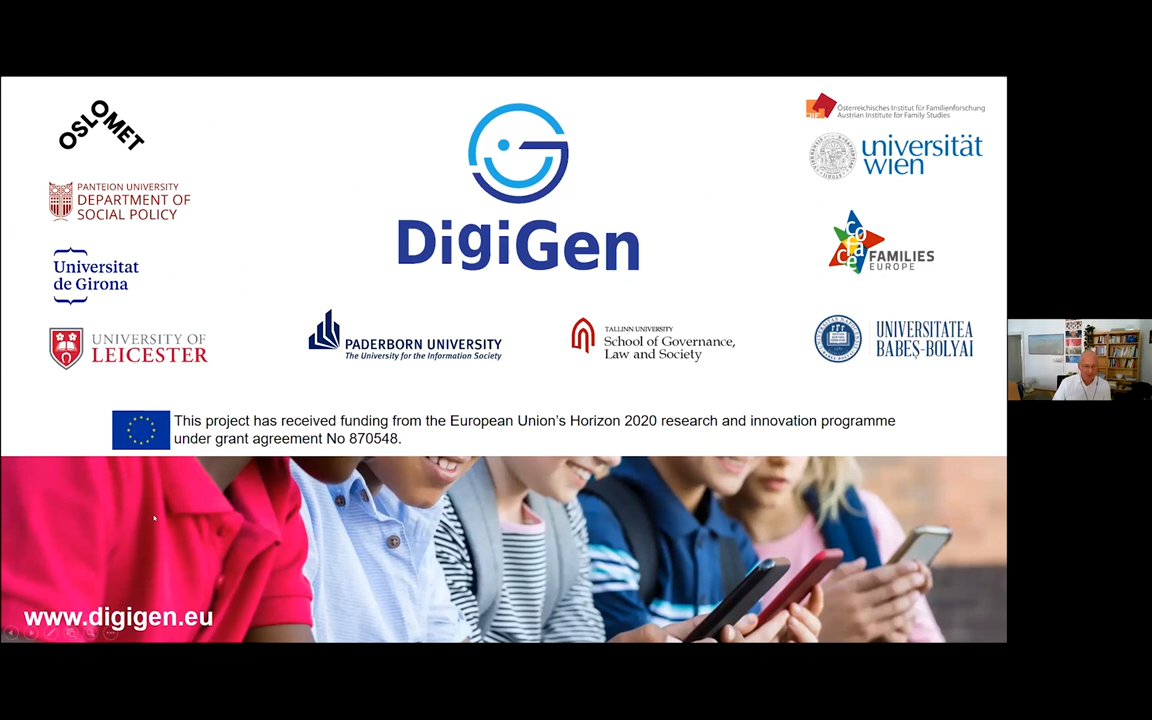 OSLOMET
PANTEION UNIVERSITY
DEPARTMENT OF
SOCIAL POLICY
Universitat
de Girona
UNIVERSITY OF
LEICESTER
DigiGen
PADERBORN UNIVERSITY
The University for the Information Society
TALLINN UNIVERSITY
School of Governance,
Law and Society
Österreichisches Institut für Familienforschung
Austrian Institute for Family Studies
universität
wien
coface
FAMILIES
EUROPE
UNIVERSITATEA
BABEŞ-BOLYAI
This project has received funding from the European Union’s Horizon 2020 research and innovation programme
under grant agreement No 870548.
www.digigen.eu